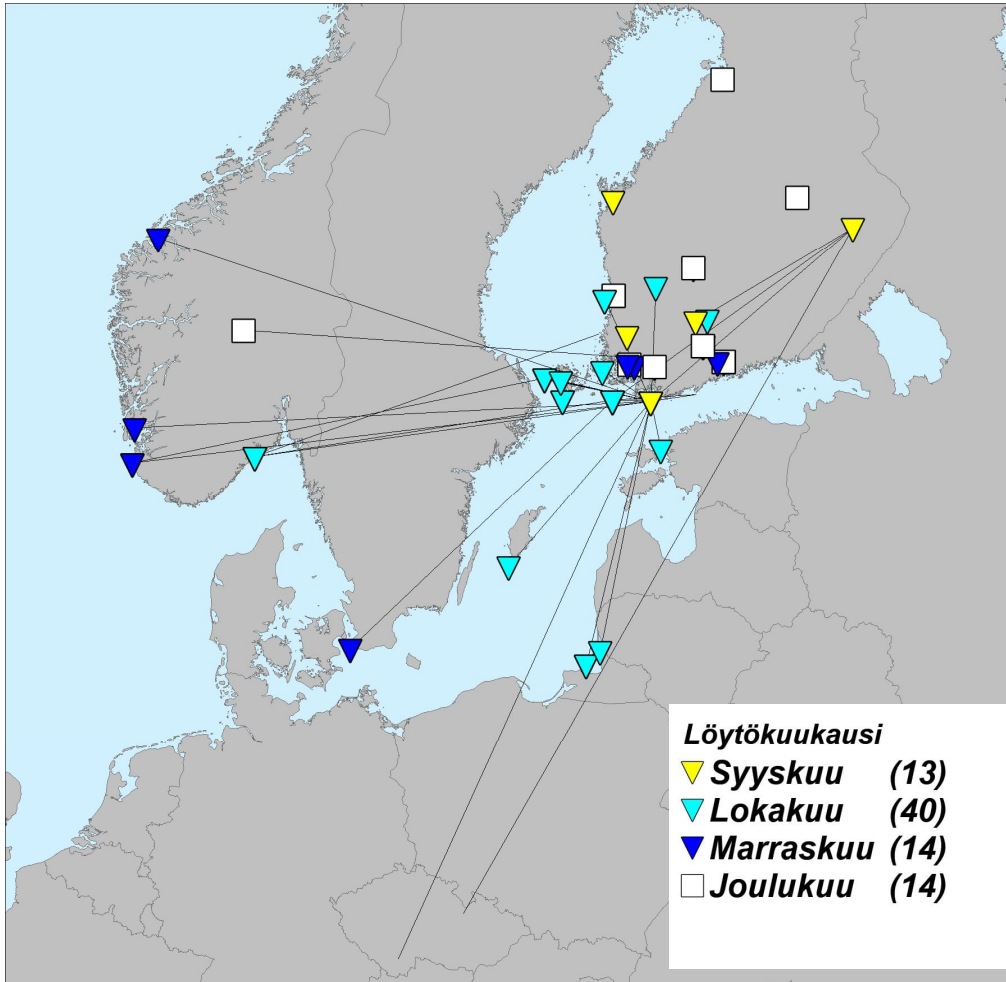 Löytökuukausi
Syyskuu (13)
Lokakuu (40)
Marraskuu (14)
Joulukuu (14)